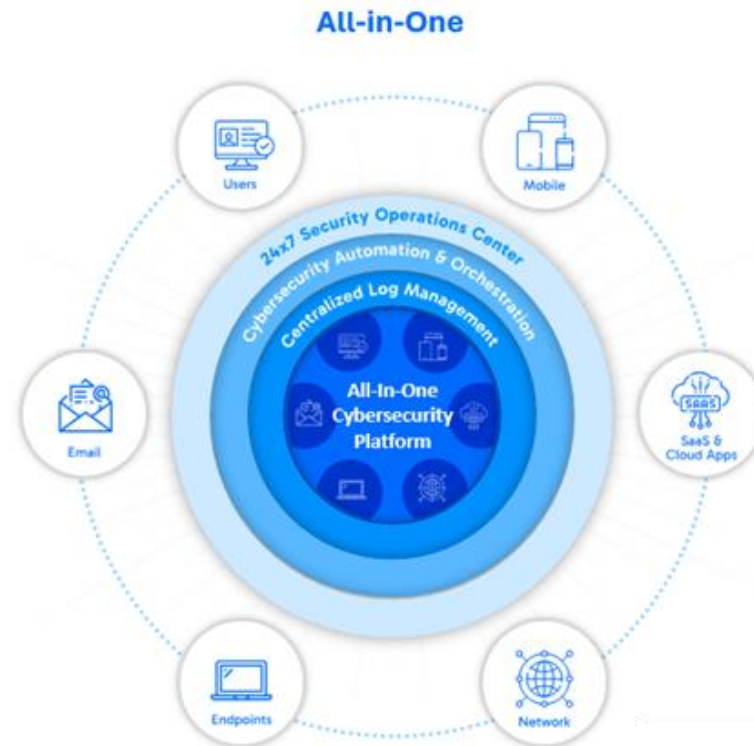 All-in-One
Users
Mobile
24x7 Security Operations Center
Cybersecurity Automation & Orchestration
Centralized Log Management
All-In-One
Cybersecurity
Platform
Email
SAAS
SaaS &
Cloud Apps
Endpoints
Network